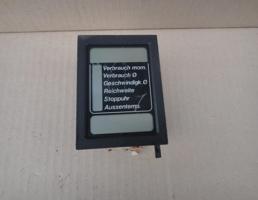 Verbrauch mom.
Verbrauch Ø
Geschwindigk. Ø
Reichweite
Stoppuhr
Aussentemp.